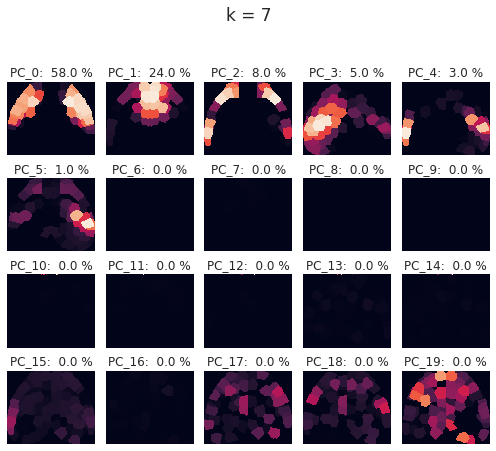 k = 7
PC_0: 58.0 %
PC_1: 24.0 %
PC_2: 8.0 %
PC_3: 5.0 %
PC_4: 3.0 %
PC_5: 1.0 %
PC_6: 0.0 %
PC_7: 0.0 %
PC_8: 0.0 %
PC_9: 0.0 %
PC_10: 0.0 %
PC_11: 0.0 %
PC_12: 0.0 %
PC_13: 0.0 %
PC_14: 0.0 %
PC_15: 0.0 %
PC_16: 0.0 %
PC_17: 0.0 %
PC_18: 0.0 %
PC_19: 0.0 %